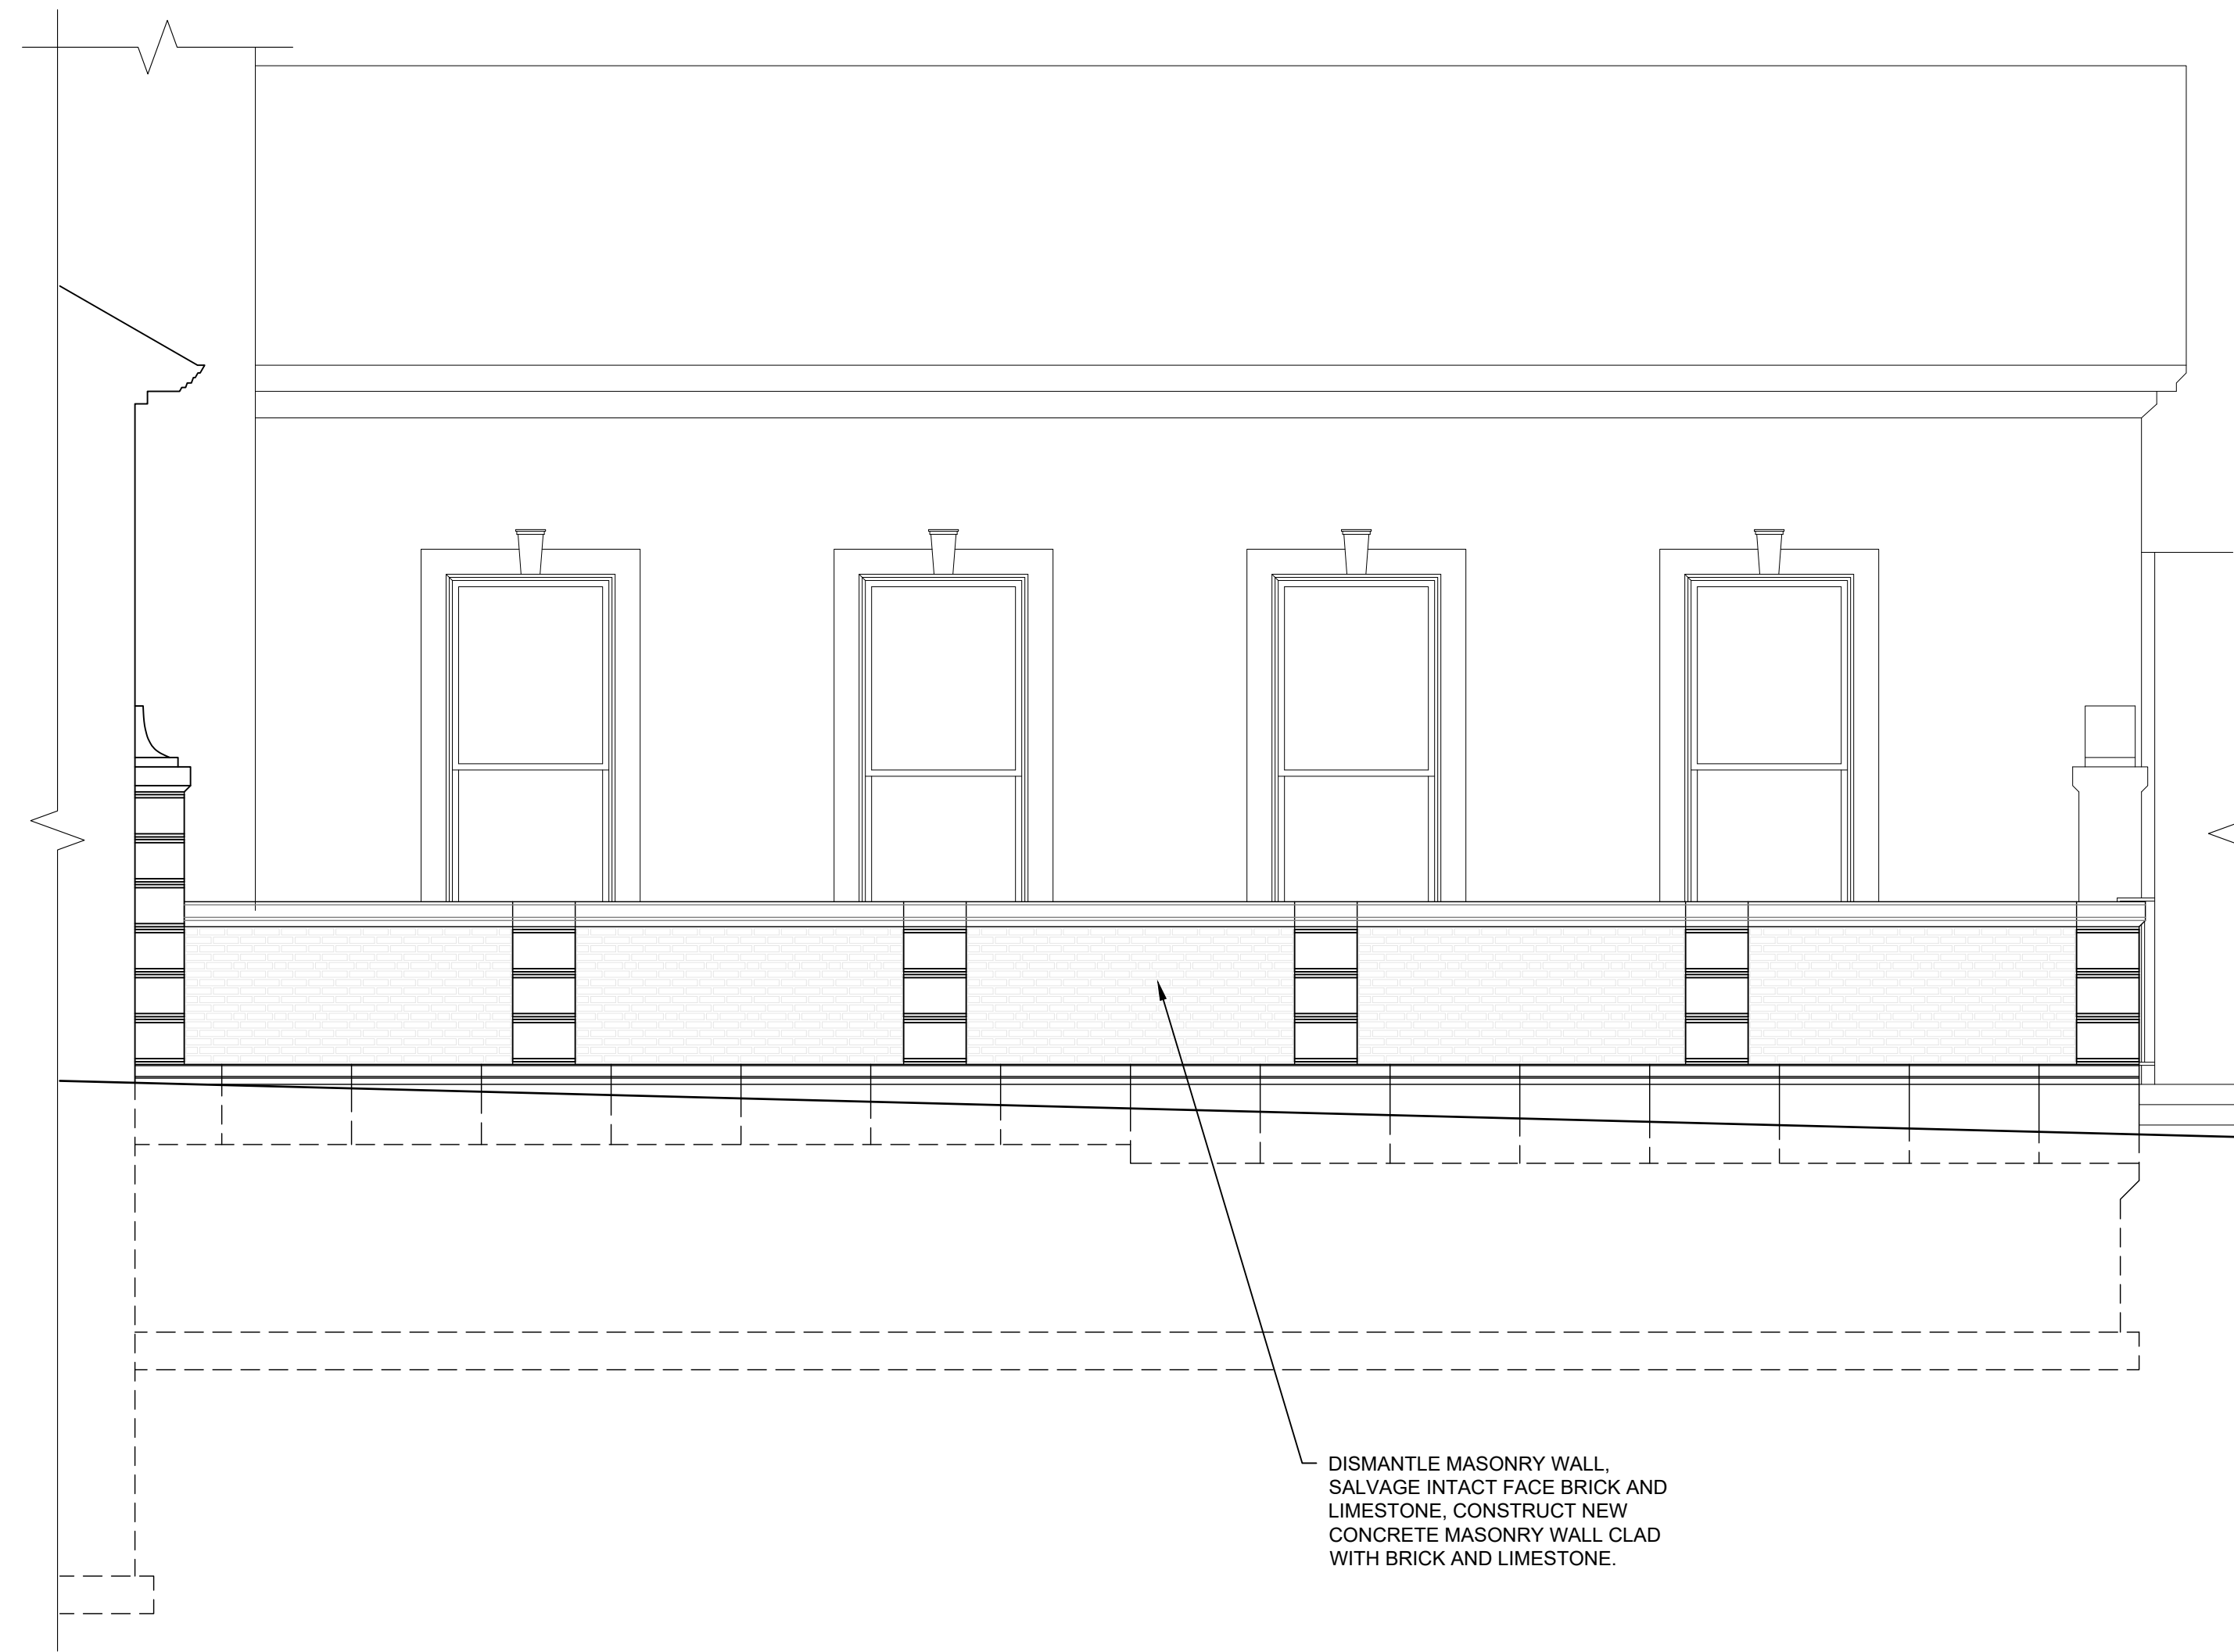 DISMANTLE MASONRY WALL,
SALVAGE INTACT FACE BRICK AND
LIMESTONE, CONSTRUCT NEW
CONCRETE MASONRY WALL CLAD
WITH BRICK AND LIMESTONE.